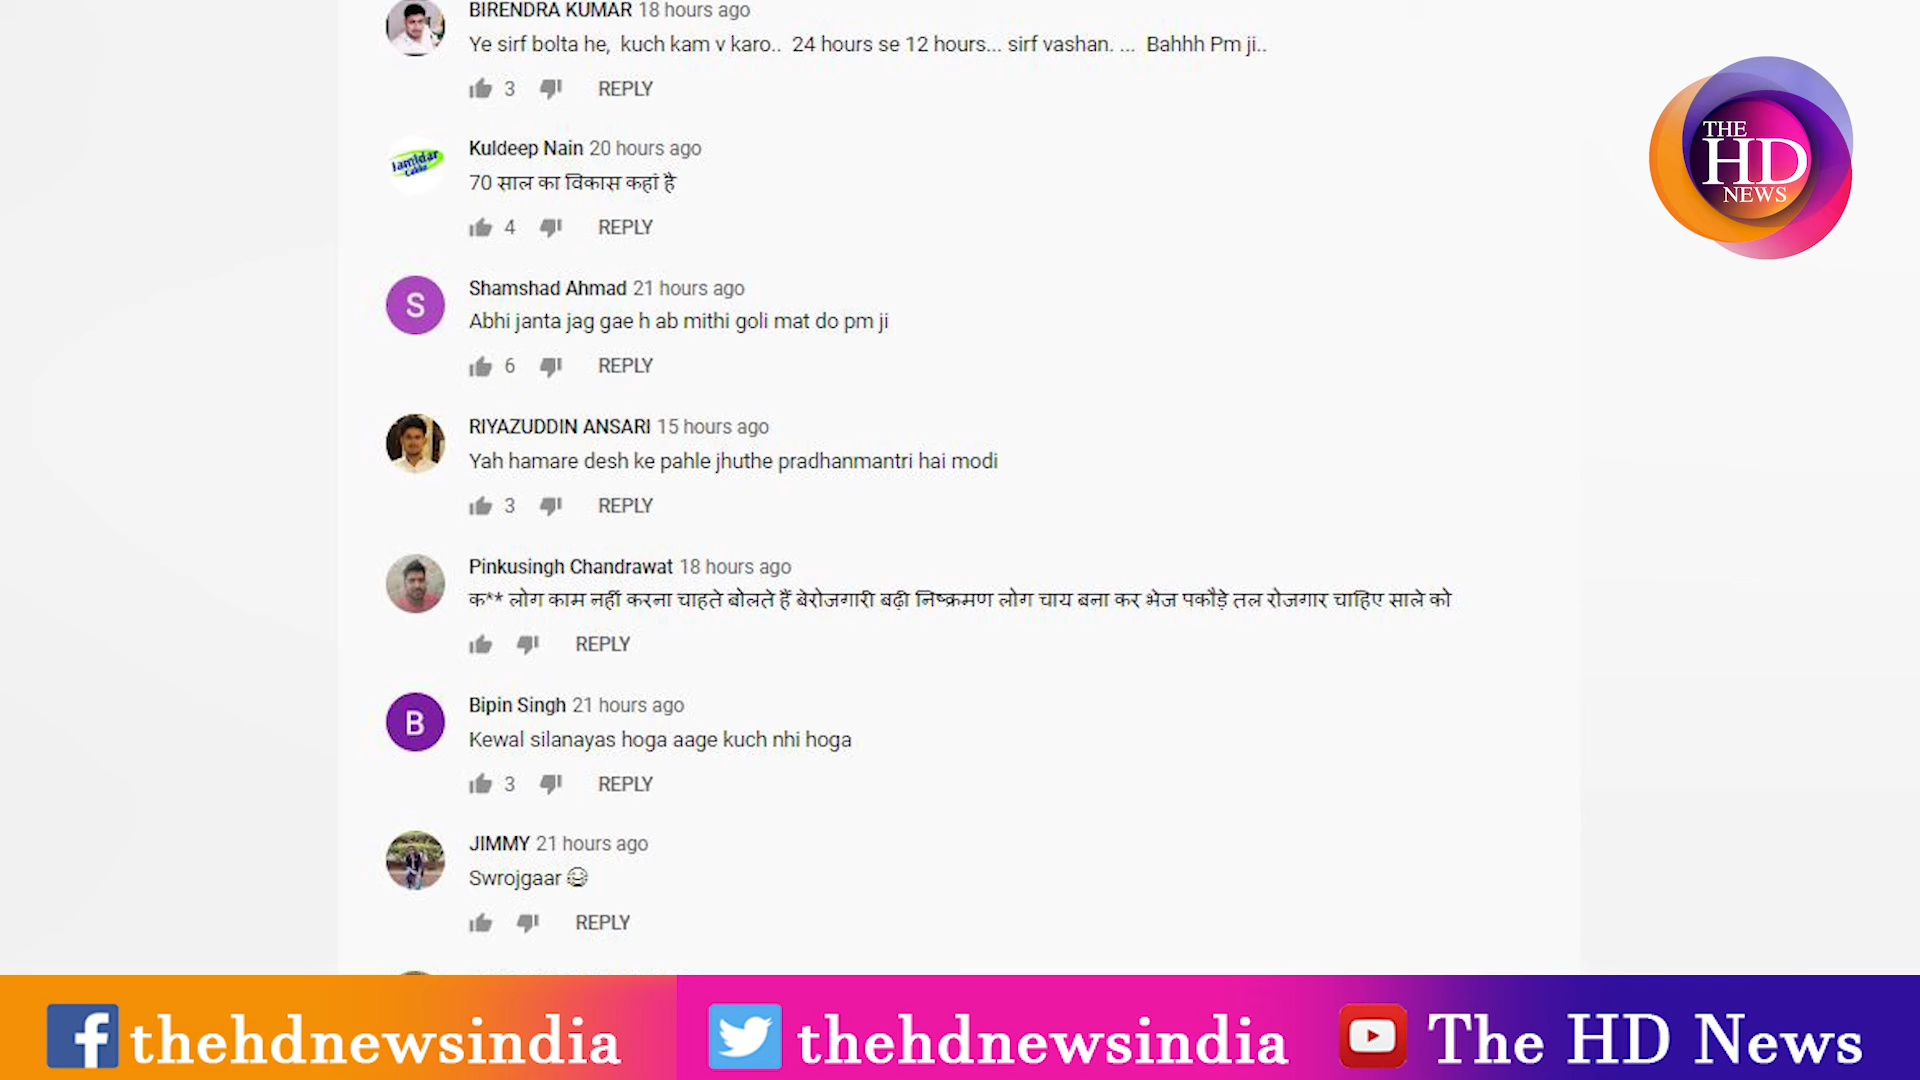 BIRENDRA KUMAR 18 hours ago
Ye sirf bolta he, kuch kam v karo.. 24 hours se 12 hours... sirf vashan. ... Bahhh Pm ji..
3 REPLY
Jamidar
Kuldeep Nain 20 hours ago
70 साल का विकास कहां है
4 REPLY
S
Shamshad Ahmad 21 hours ago
Abhi janta jag gae h ab mithi goli mat do pm ji
6 REPLY
RIYAZUDDIN ANSARI 15 hours ago
Yah hamare desh ke pahle jhuthe pradhanmantri hai modi
3 REPLY
Pinkusingh Chandrawat 18 hours ago
क** लोग काम नहीं करना चाहते बोलते हैं बेरोजगारी बढ़ी निष्क्रमण लोग चाय बना कर भेज पकौड़े तल रोजगार चाहिए साले को
REPLY
B
Bipin Singh 21 hours ago
Kewal silanayas hoga aage kuch nhi hoga
3 REPLY
JIMMY 21 hours ago
Swrojgaar 😂
REPLY
THE
HD
NEWS
f thehdnewsindia
thehdnewsindia
The HD News